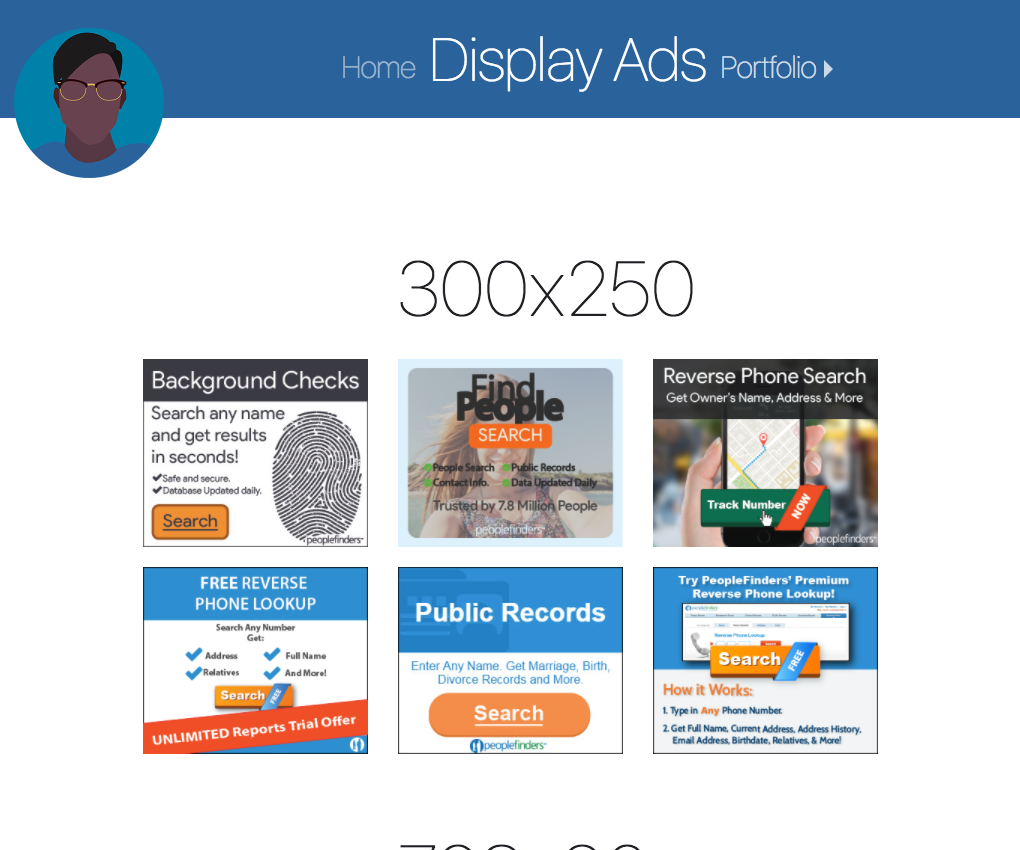 Home Display Ads Portfolio
300x250
Background Checks
Search any name
and get results
in seconds!
Safe and secure.
Database Updated daily.
Search
peoplefinders
Find
People
SEARCH
People Search Public Records
Contact Info. Data Updated Daily
Trusted by 7.8 Million People
peoplefinders
Reverse Phone Search
Get Owner's Name, Address & More
Track Number NOW
peoplefinders
FREE REVERSE
PHONE LOOKUP
Search Any Number
Get:
Address Full Name
Relatives And More!
Search FREE
UNLIMITED Reports Trial Offer
Public Records
Enter Any Name. Get Marriage, Birth,
Divorce Records and More.
Search
peoplefinders
Try PeopleFinders' Premium
Reverse Phone Lookup!
peoplefinders
Reverse Phone Lookup
Search FREE
How it Works:
1. Type in Any Phone Number.
2. Get Full Name, Current Address, Address History,
Email Address, Birthdate, Relatives, & More!